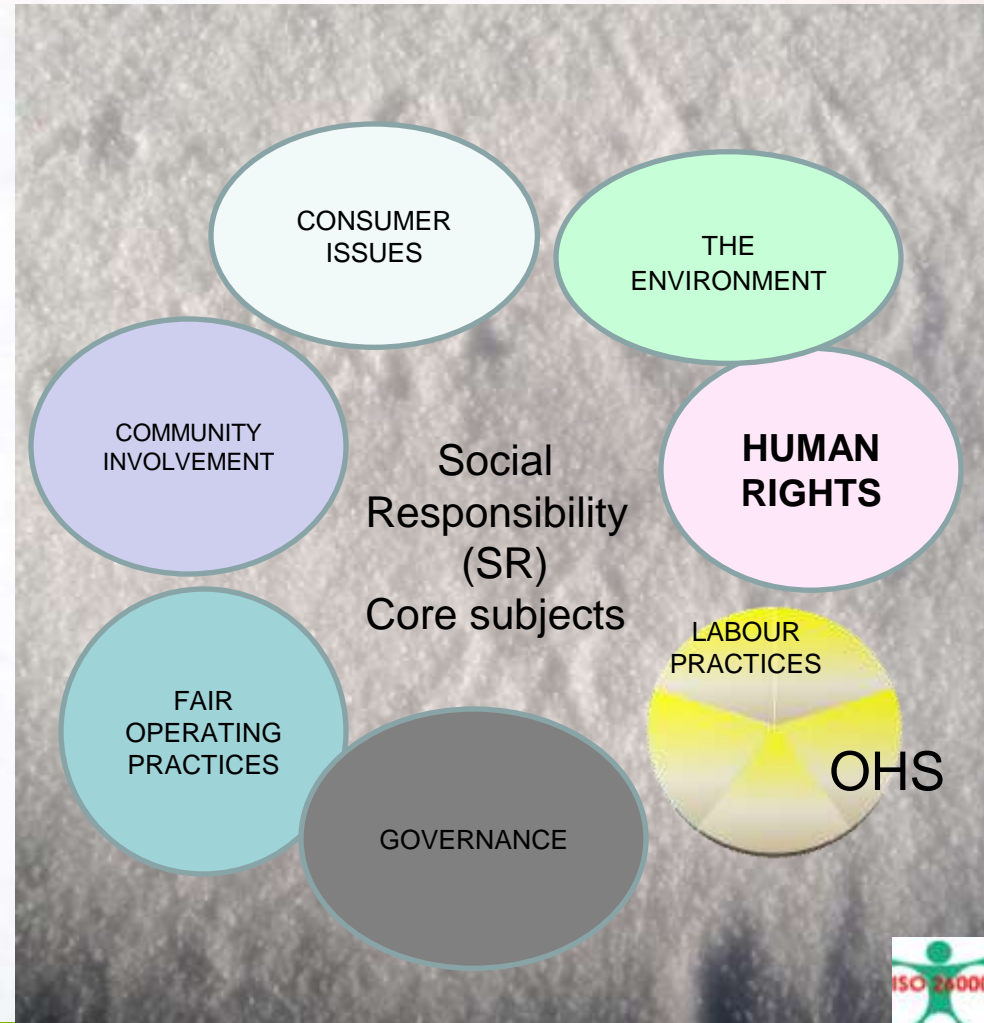 CONSUMER
ISSUES
THE
ENVIRONMENT
COMMUNITY
INVOLVEMENT
Social
Responsibility
(SR)
Core subjects
HUMAN
RIGHTS
LABOUR
PRACTICES
OHS
FAIR
OPERATING
PRACTICES
GOVERNANCE
ISO 26000